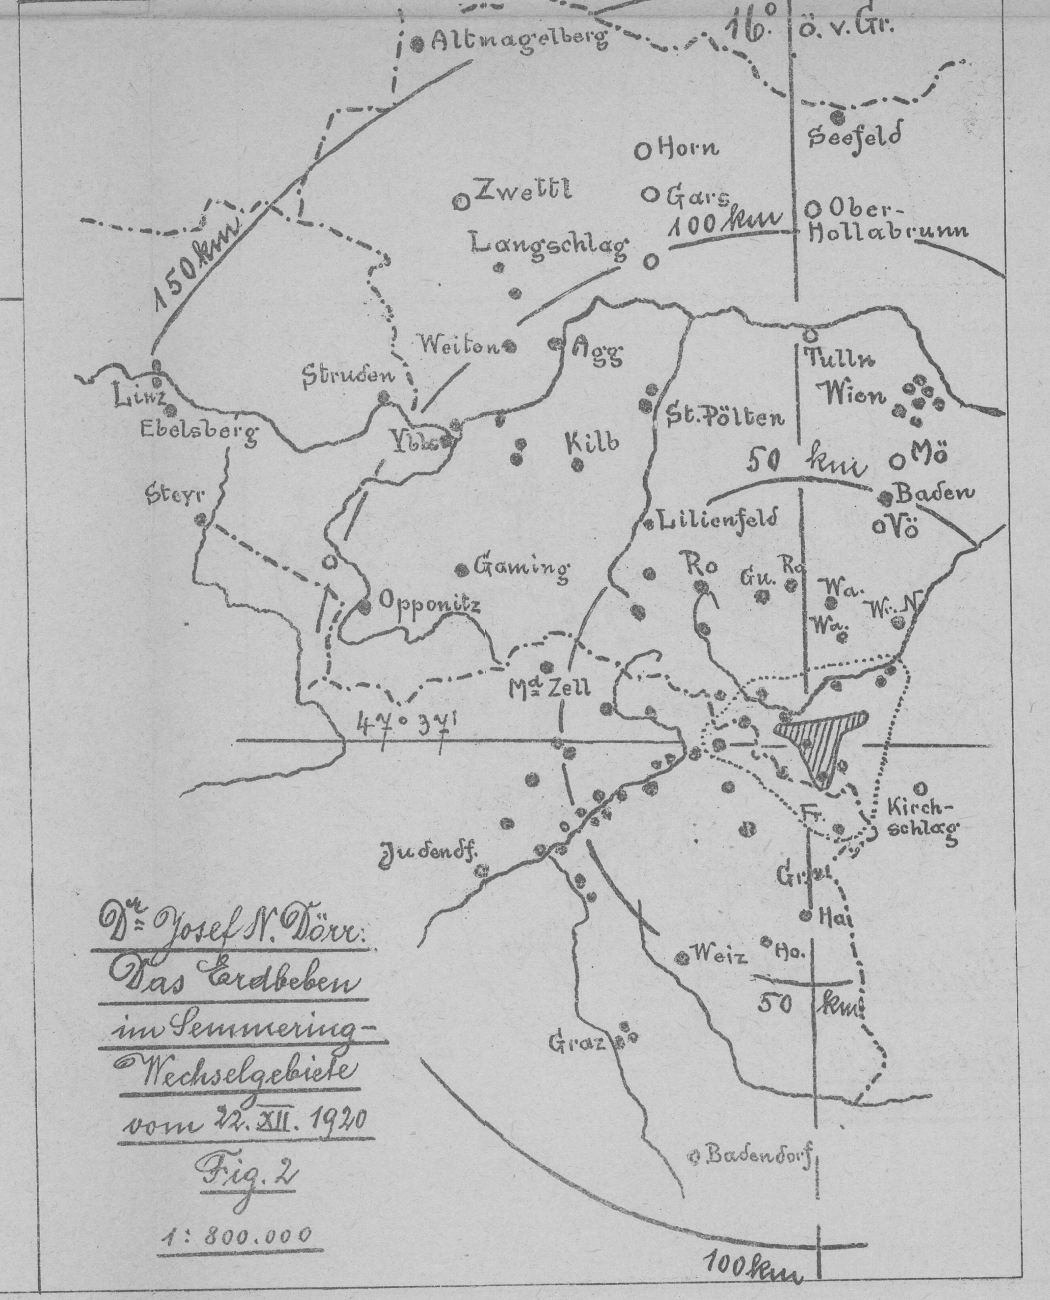 16° ö. v. Gr.
Altnagelberg
Seefeld
Horn
Zwettl
Gars
100 km
Ober-
Hollabrunn
Langschlag
150 km
Weiten
Agg
Tulln
Struden
Wien
Linz
St. Pölten
Ebelsberg
Ybbs
Kilb
50 km
Mö
Baden
Steyr
Lilienfeld
Vö
Gaming
Ro
Gu.
Ro
Wa.
Opponitz
Wr. N.
Wa.
Ma Zell
47° 37'
Fr.
Kirch-
schlag
Judendf.
Hai
Dr Josef N. Dörr:
Weiz
Ho.
Das Erdbeben
50 km
im Semmering-
Graz
Wechselgebiete
vom 22. XII. 1920
Badendorf
Fig. 2
1:800.000
100 km